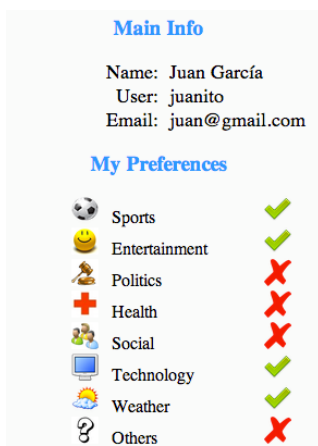 Main Info
Name: Juan García
User: juanito
Email: juan@gmail.com
My Preferences
Sports
Entertainment
Politics
Health
Social
Technology
Weather
Others